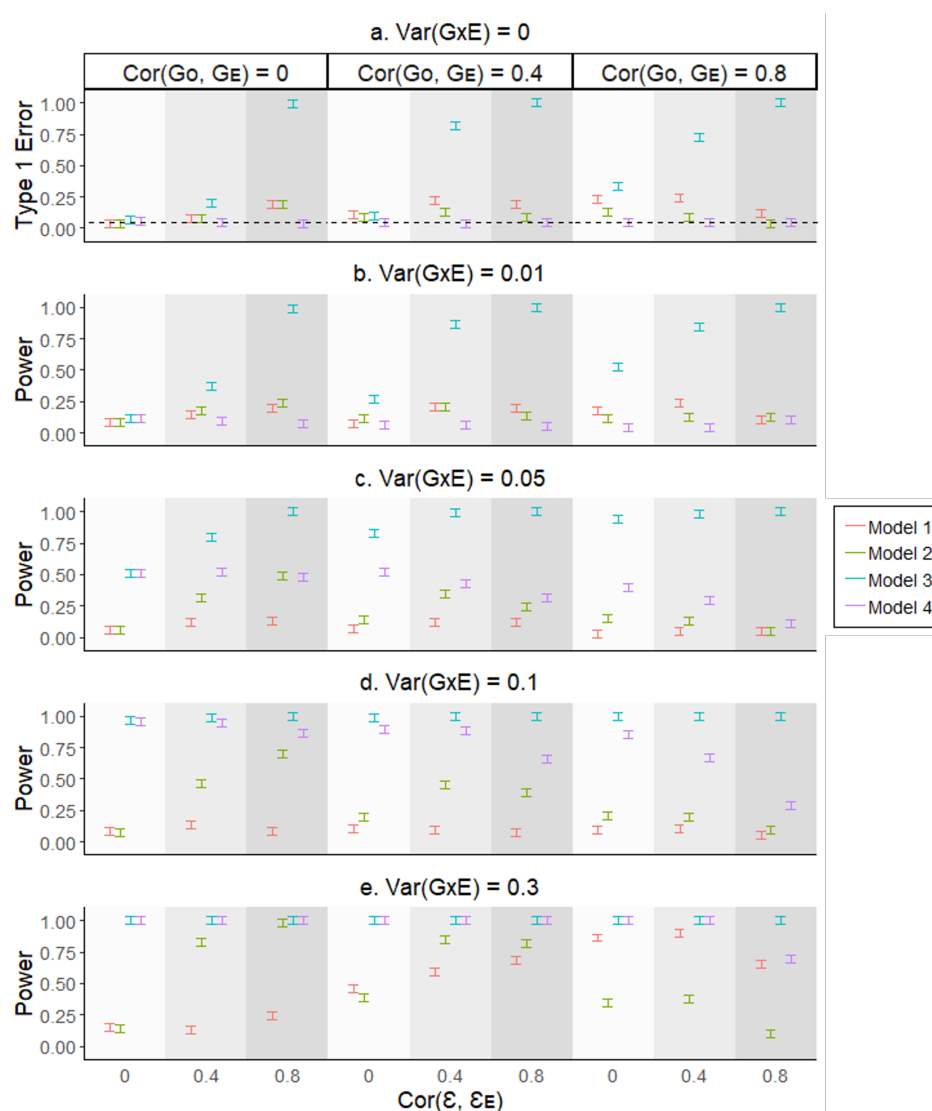 a. Var(GxE) = 0
Cor(Go, GE) = 0 Cor(Go, GE) = 0.4 Cor(Go, GE) = 0.8
Type 1 Error
1.00
0.75
0.50
0.25
0.00
b. Var(GxE) = 0.01
Power
1.00
0.75
0.50
0.25
0.00
c. Var(GxE) = 0.05
Power
1.00
0.75
0.50
0.25
0.00
Model 1
Model 2
Model 3
Model 4
d. Var(GxE) = 0.1
Power
1.00
0.75
0.50
0.25
0.00
e. Var(GxE) = 0.3
Power
1.00
0.75
0.50
0.25
0.00
0 0.4 0.8 0 0.4 0.8 0 0.4 0.8
Cor(Ɛ, ƐE)